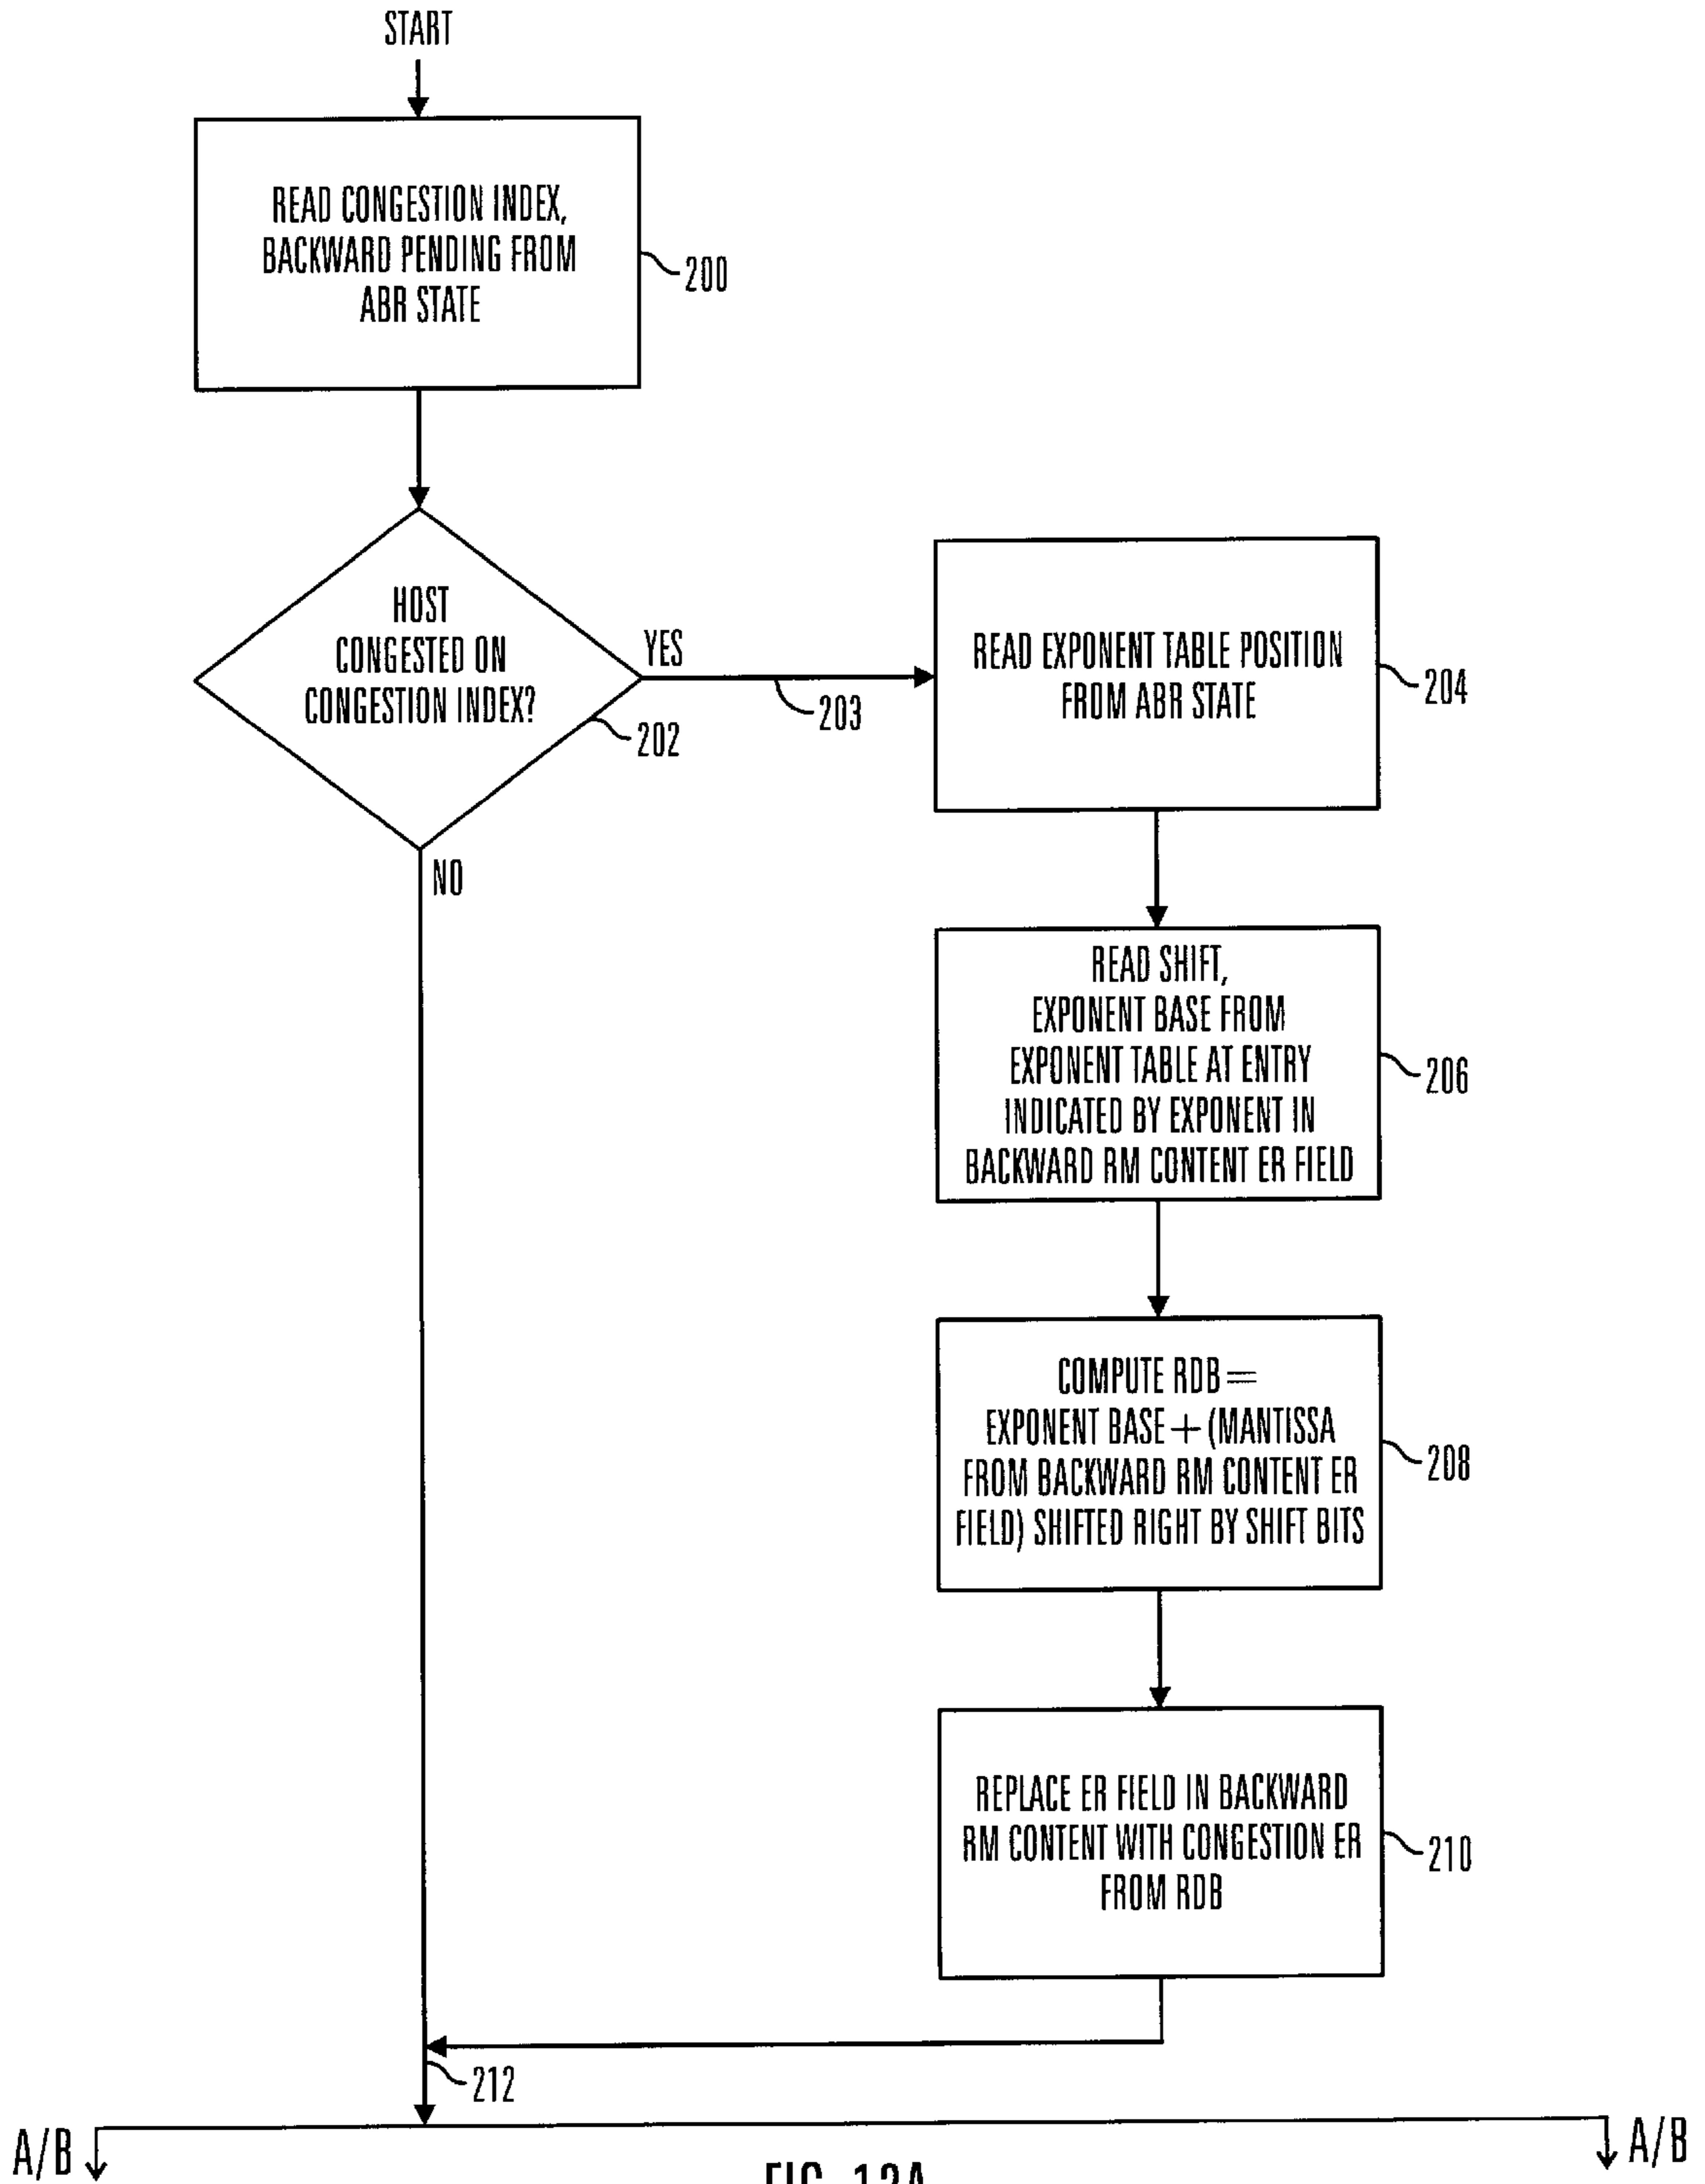 START
READ CONGESTION INDEX,
BACKWARD PENDING FROM
ABR STATE
200
HOST
CONGESTED ON
CONGESTION INDEX?
202
YES
203
NO
READ EXPONENT TABLE POSITION
FROM ABR STATE
204
READ SHIFT,
EXPONENT BASE FROM
EXPONENT TABLE AT ENTRY
INDICATED BY EXPONENT IN
BACKWARD RM CONTENT ER FIELD
206
COMPUTE RDB=
EXPONENT BASE+(MANTISSA
FROM BACKWARD RM CONTENT ER
FIELD) SHIFTED RIGHT BY SHIFT BITS
208
REPLACE ER FIELD IN BACKWARD
RM CONTENT WITH CONGESTION ER
FROM RDB
210
212
A/B
A/B